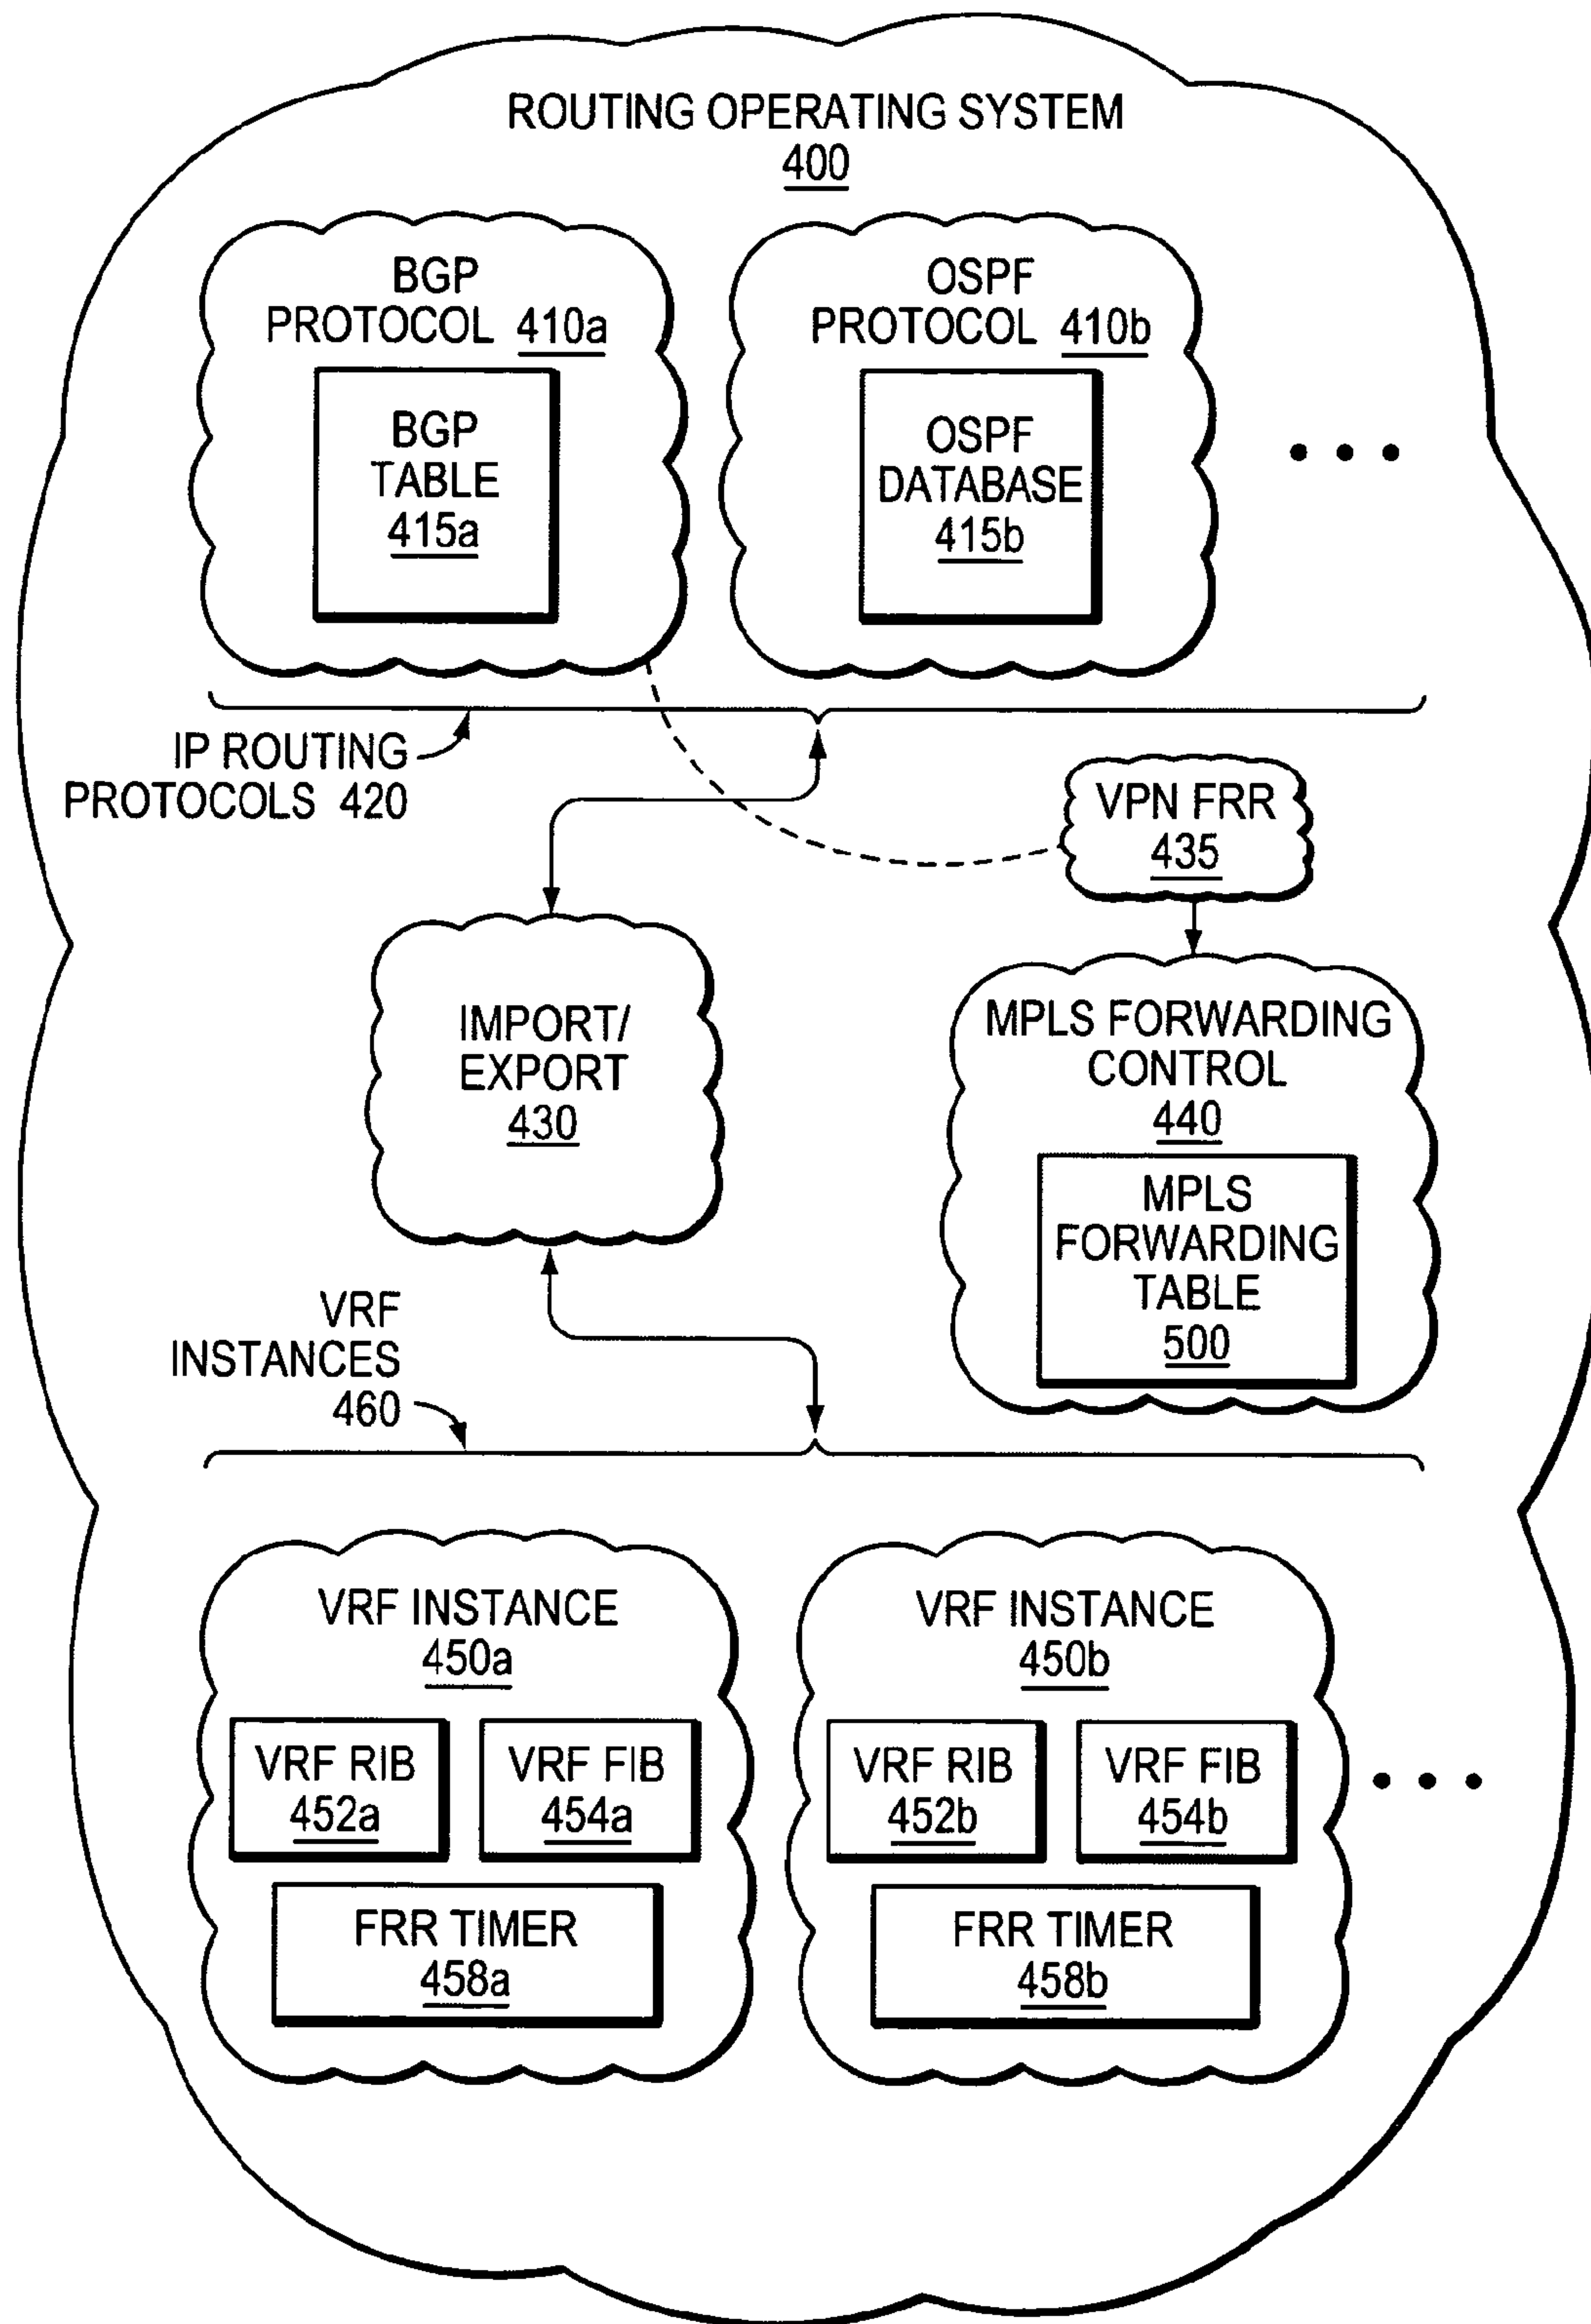 ROUTING OPERATING SYSTEM
400
BGP
PROTOCOL 410a
BGP
TABLE
415a
OSPF
PROTOCOL 410b
OSPF
DATABASE
415b
IP ROUTING
PROTOCOLS 420
VPN FRR
435
IMPORT/
EXPORT
430
MPLS FORWARDING
CONTROL
440
MPLS
FORWARDING
TABLE
500
VRF
INSTANCES
460
VRF INSTANCE
450a
VRF RIB
452a
VRF FIB
454a
FRR TIMER
458a
VRF INSTANCE
450b
VRF RIB
452b
VRF FIB
454b
FRR TIMER
458b